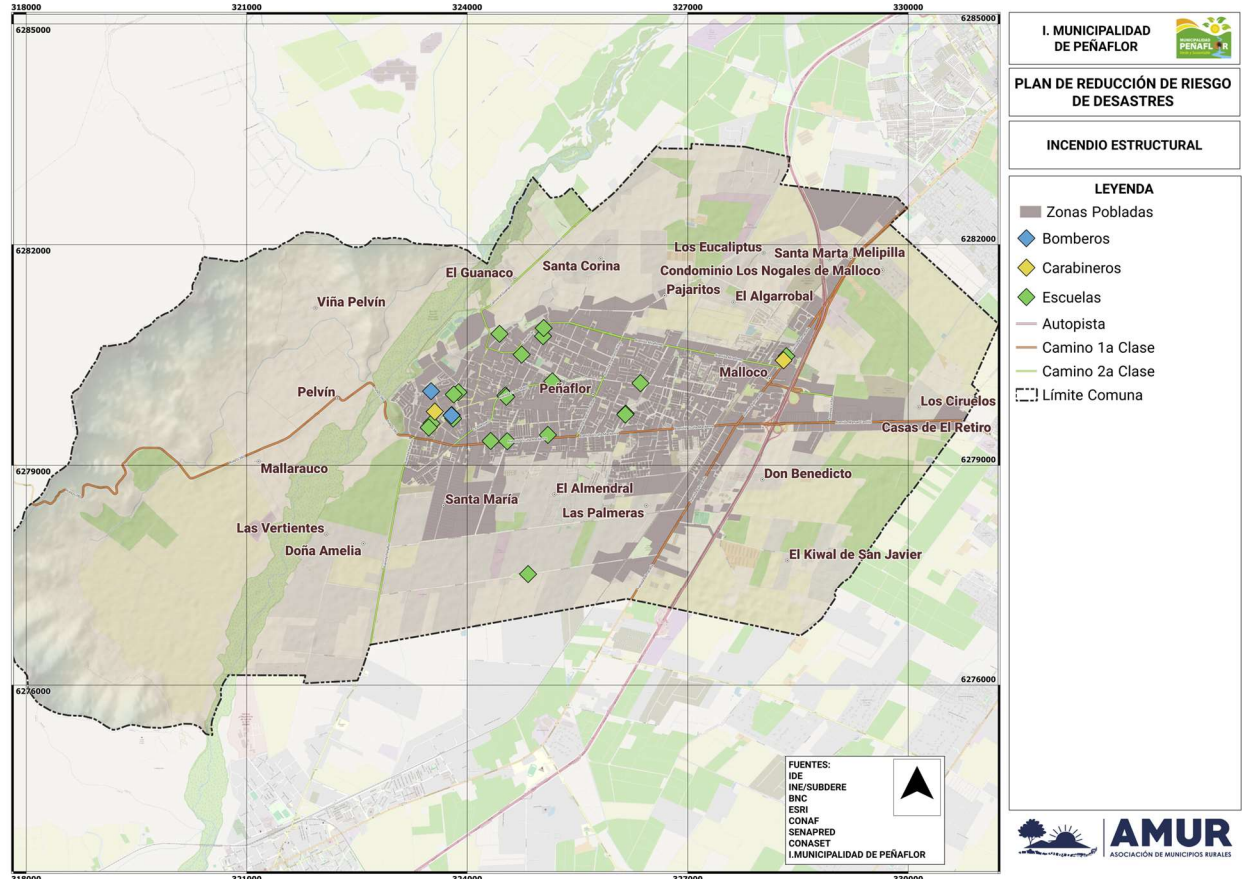 318000
321000
324000
327000
330000
6285000
6285000
I. MUNICIPALIDAD
DE PEÑAFLOR
MUNICIPALIDAD
PEÑAFLOR
PLAN DE REDUCCIÓN DE RIESGO
DE DESASTRES
INCENDIO ESTRUCTURAL
LEYENDA
Zonas Pobladas
Bomberos
Carabineros
Escuelas
Autopista
Camino 1a Clase
Camino 2a Clase
Límite Comuna
6282000
6282000
Los Eucaliptus
Santa Marta
Melipilla
El Guanaco
Santa Corina
Condominio Los Nogales de Malloco
Pajaritos
El Algarrobal
Viña Pelvín
Malloco
Pelvín
Peñaflor
Los Ciruelos
Casas de El Retiro
6279000
6279000
Mallarauco
Don Benedicto
El Almendral
Santa María
Las Palmeras
Las Vertientes
Doña Amelia
El Kiwal de San Javier
6276000
6276000
FUENTES:
IDE
INE/SUBDERE
BNC
ESRI
CONAF
SENAPRED
CONASET
I.MUNICIPALIDAD DE PEÑAFLOR
AMUR
ASOCIACIÓN DE MUNICIPIOS RURALES
318000
321000
324000
327000
330000